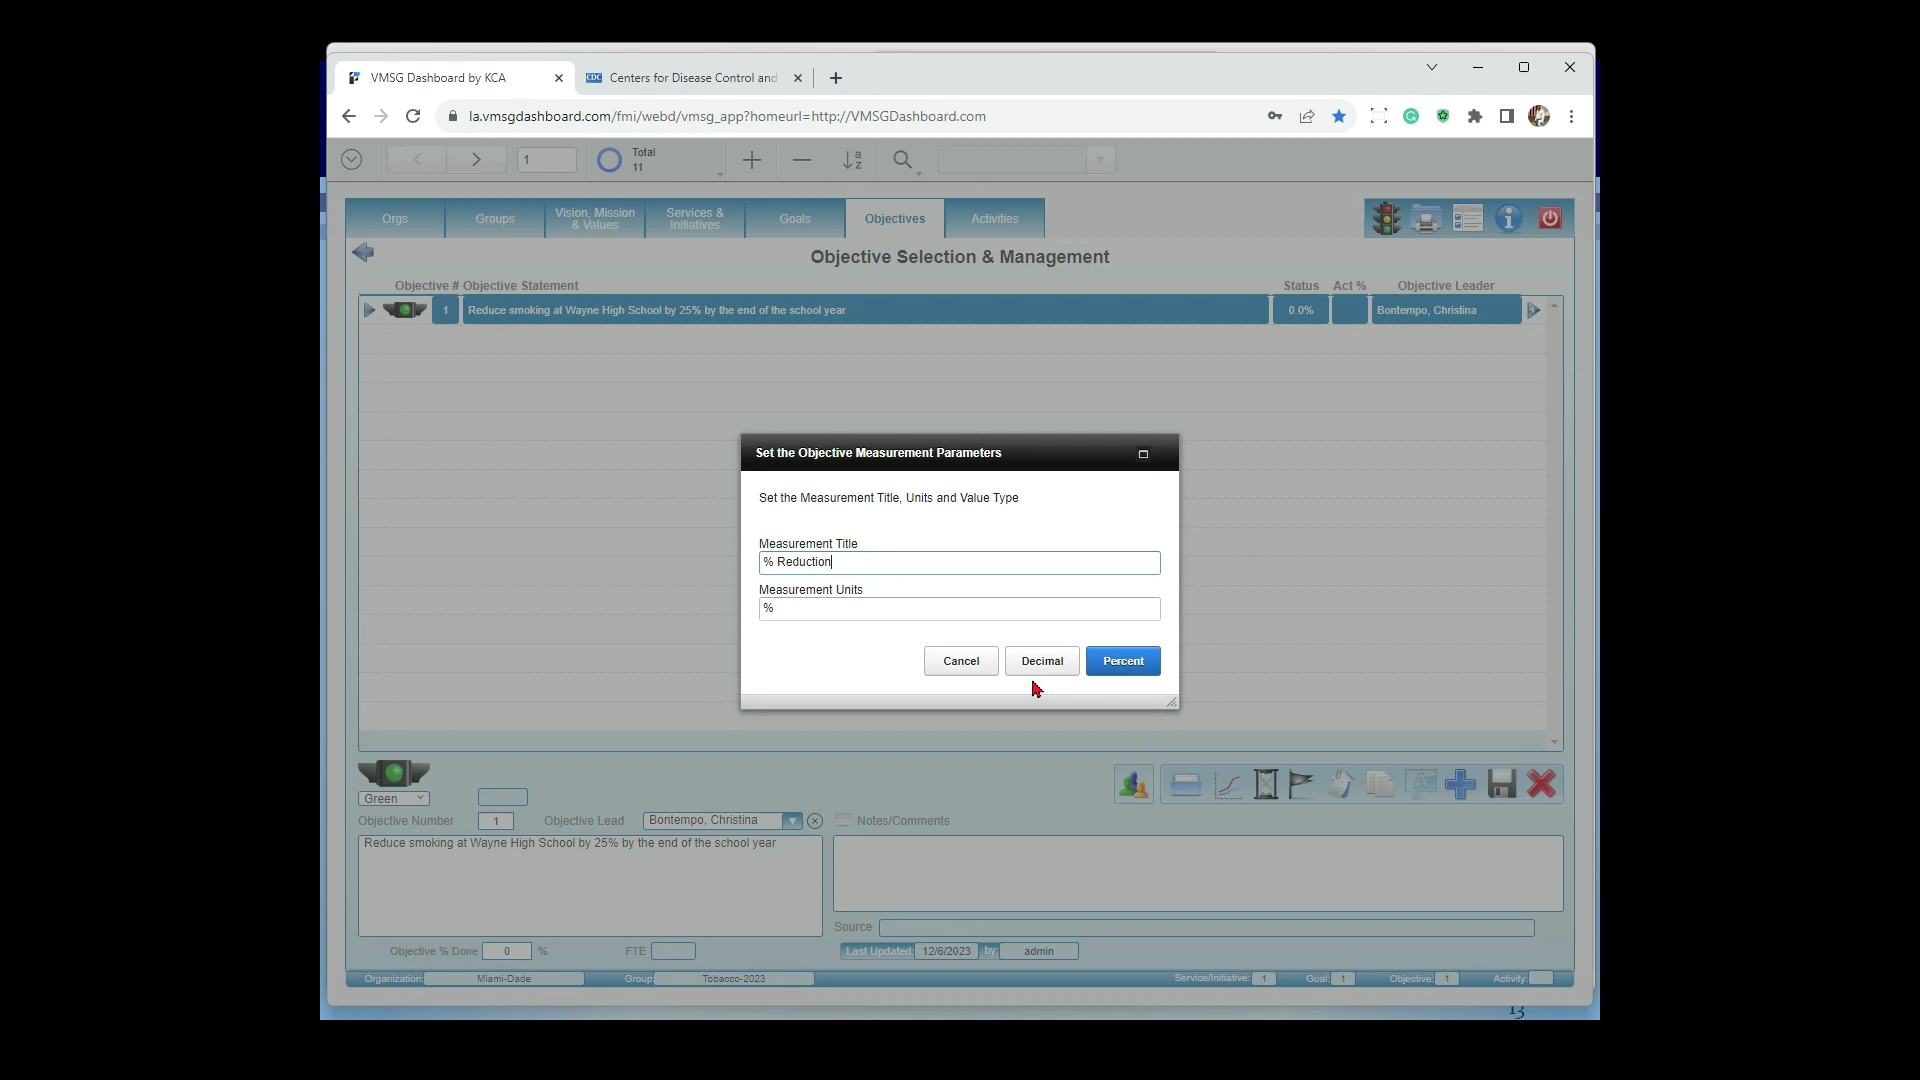 VMSG Dashboard by KCA
CDC Centers for Disease Control and
la.vmsgdashboard.com/fmi/webd/vmsg_app?homeurl=http://VMSGDashboard.com
1
Total
11
Orgs
Groups
Vision, Mission
& Values
Services &
Initiatives
Goals
Objectives
Activities
Objective Selection & Management
Objective # Objective Statement Status Act % Objective Leader
1 Reduce smoking at Wayne High School by 25% by the end of the school year 0.0% Bontempo, Christina
Set the Objective Measurement Parameters
Set the Measurement Title, Units and Value Type
Measurement Title
% Reduction
Measurement Units
%
Cancel Decimal Percent
Green
Objective Number 1 Objective Lead Bontempo, Christina Notes/Comments
Reduce smoking at Wayne High School by 25% by the end of the school year
Source
Objective % Done 0 % FTE Last Updated: 12/6/2023 by: admin
Organization: Miami-Dade Group: Tobacco-2023 Service/Initiative: 1 Goal: 1 Objective: 1 Activity:
13